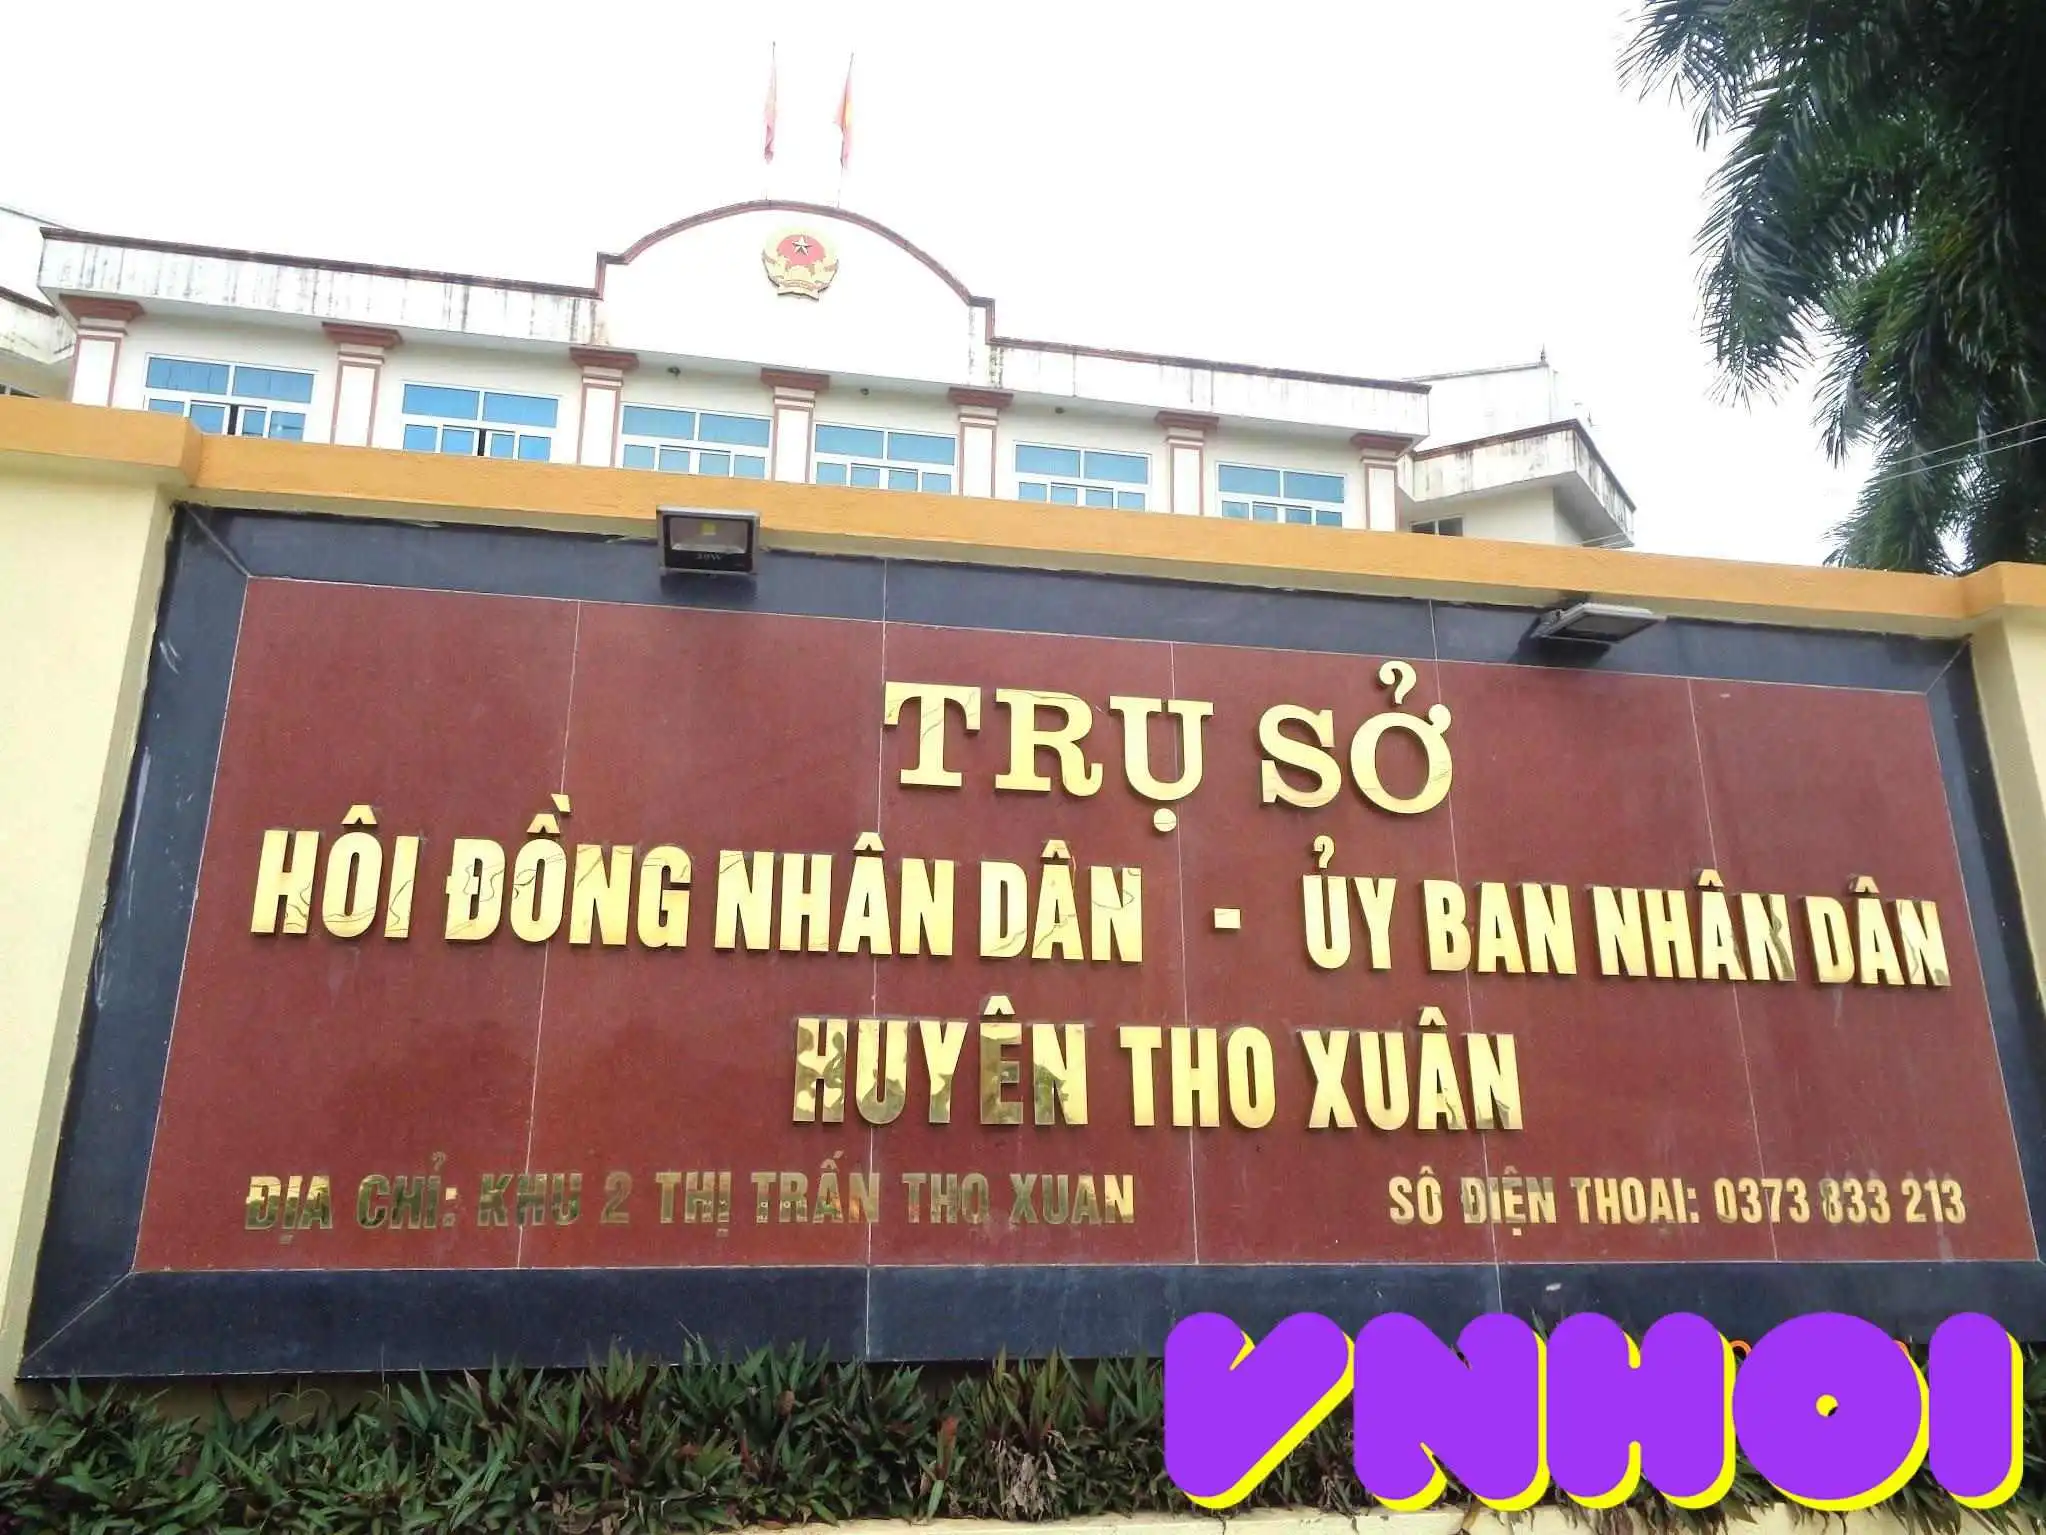 TRỤ SỞ
HÔI ĐỒNG NHÂN DÂN - ỦY BAN NHÂN DÂN
HUYÊN THO XUÂN
ĐỊA CHỈ: KHU 2 THỊ TRẤN THO XUAN SÔ ĐIỆN THOẠI: 0373 833 213
VNHOI